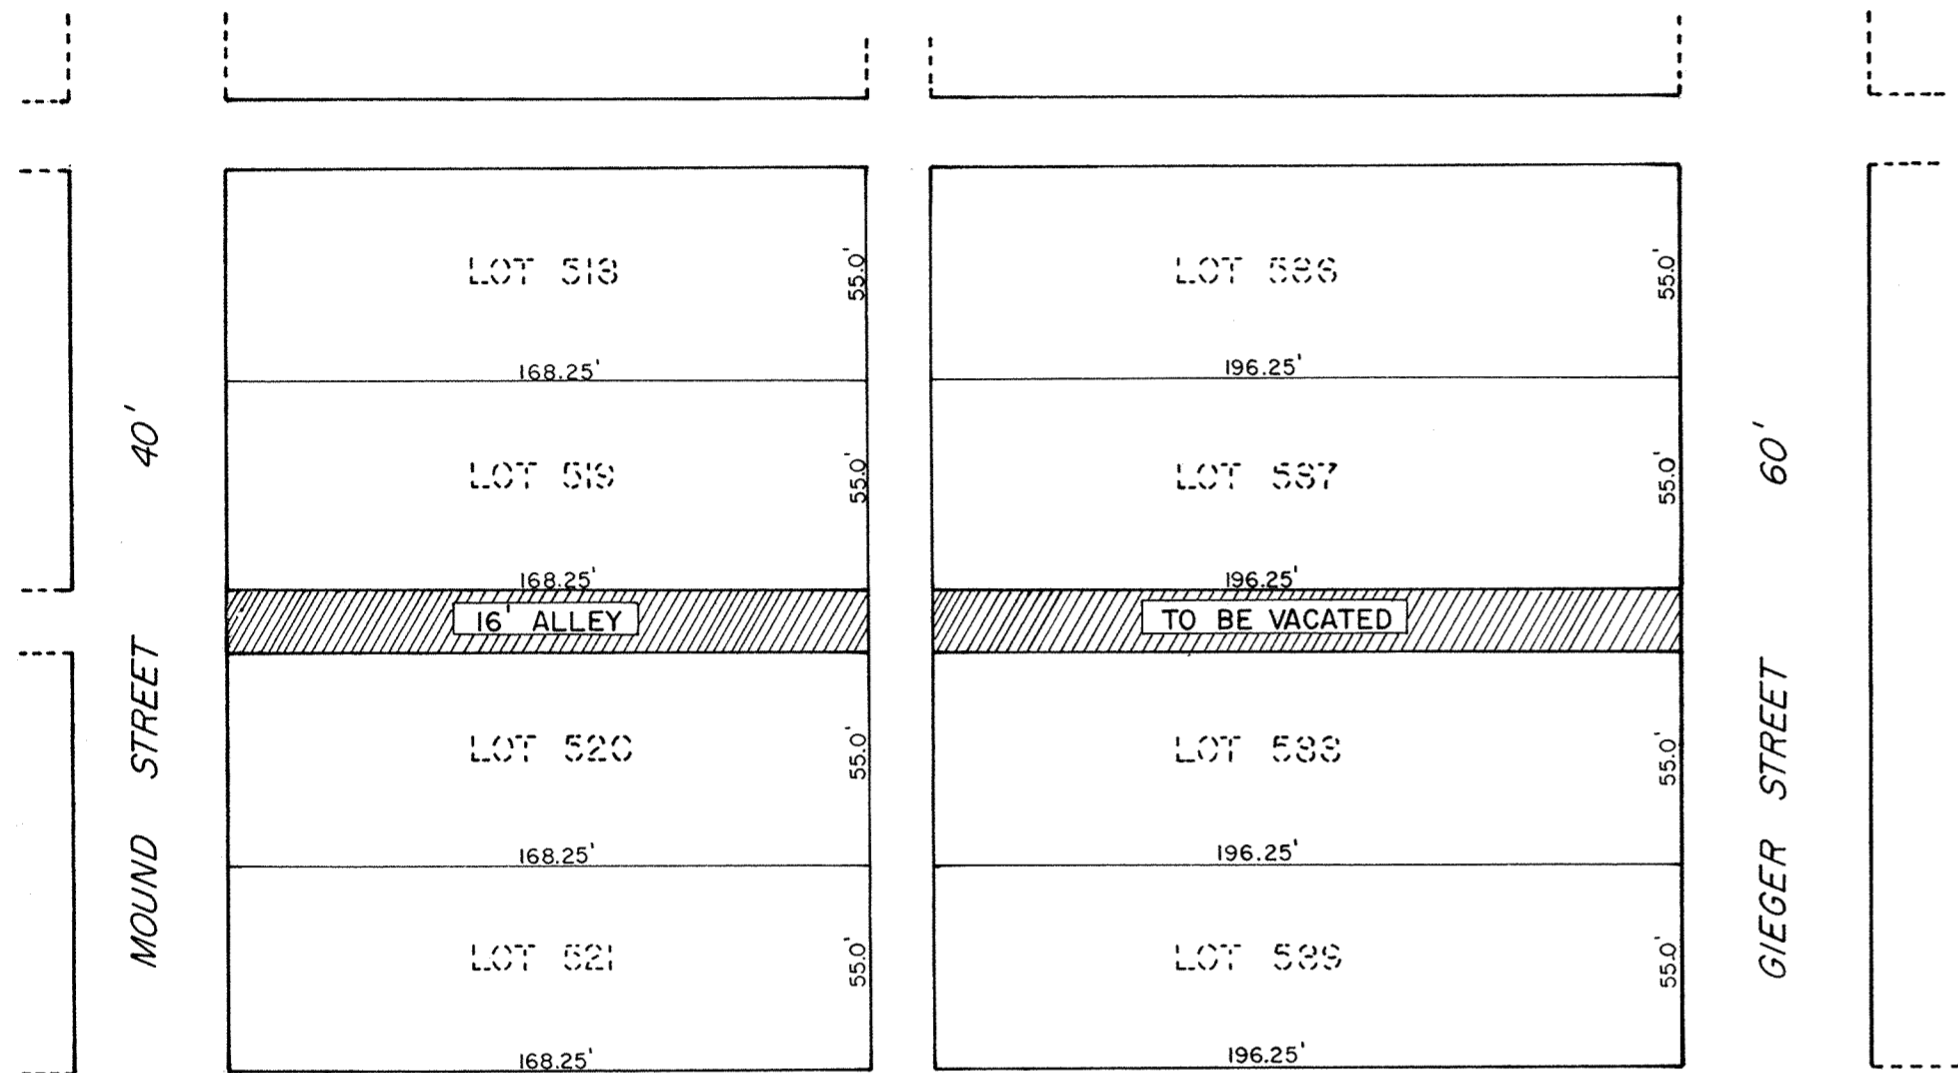 LOT 518
55.0'
168.25'
LOT 519
55.0'
168.25'
16' ALLEY
LOT 520
55.0'
168.25'
LOT 521
55.0'
168.25'
LOT 586
55.0'
196.25'
LOT 587
55.0'
196.25'
TO BE VACATED
LOT 588
55.0'
196.25'
LOT 589
55.0'
196.25'
MOUND STREET 40'
GIEGER STREET 60'